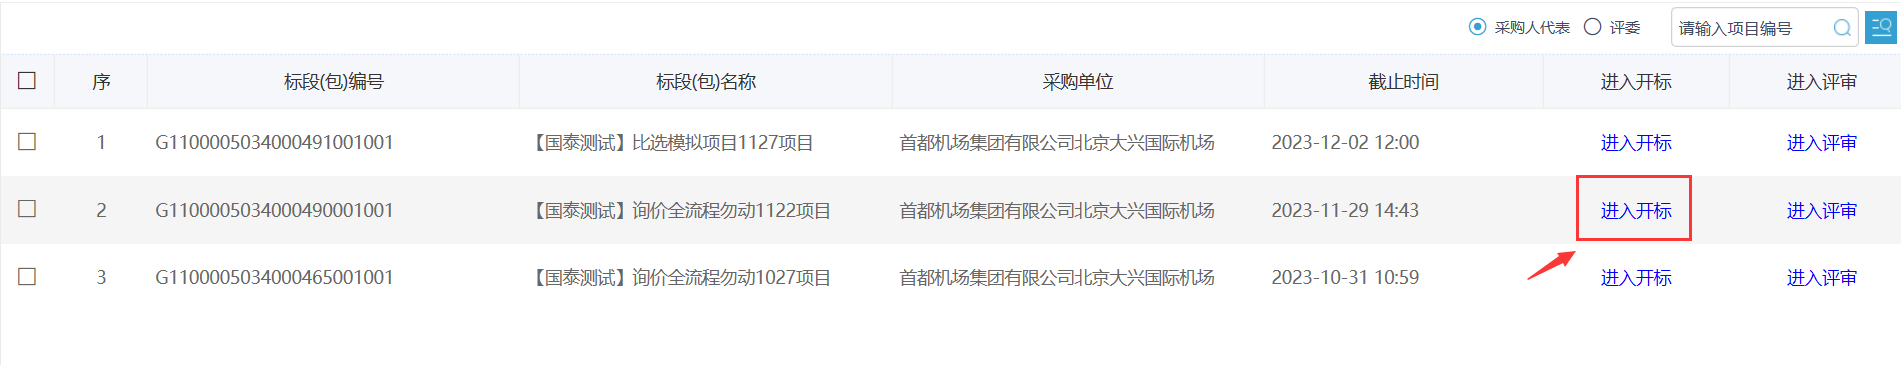 采购人代表 评委 请输入项目编号
序 标段(包)编号 标段(包)名称 采购单位 截止时间 进入开标 进入评审
1 G1100005034000491001001 【国泰测试】比选模拟项目1127项目 首都机场集团有限公司北京大兴国际机场 2023-12-02 12:00 进入开标 进入评审
2 G1100005034000490001001 【国泰测试】询价全流程勿动1122项目 首都机场集团有限公司北京大兴国际机场 2023-11-29 14:43 进入开标 进入评审
3 G1100005034000465001001 【国泰测试】询价全流程勿动1027项目 首都机场集团有限公司北京大兴国际机场 2023-10-31 10:59 进入开标 进入评审